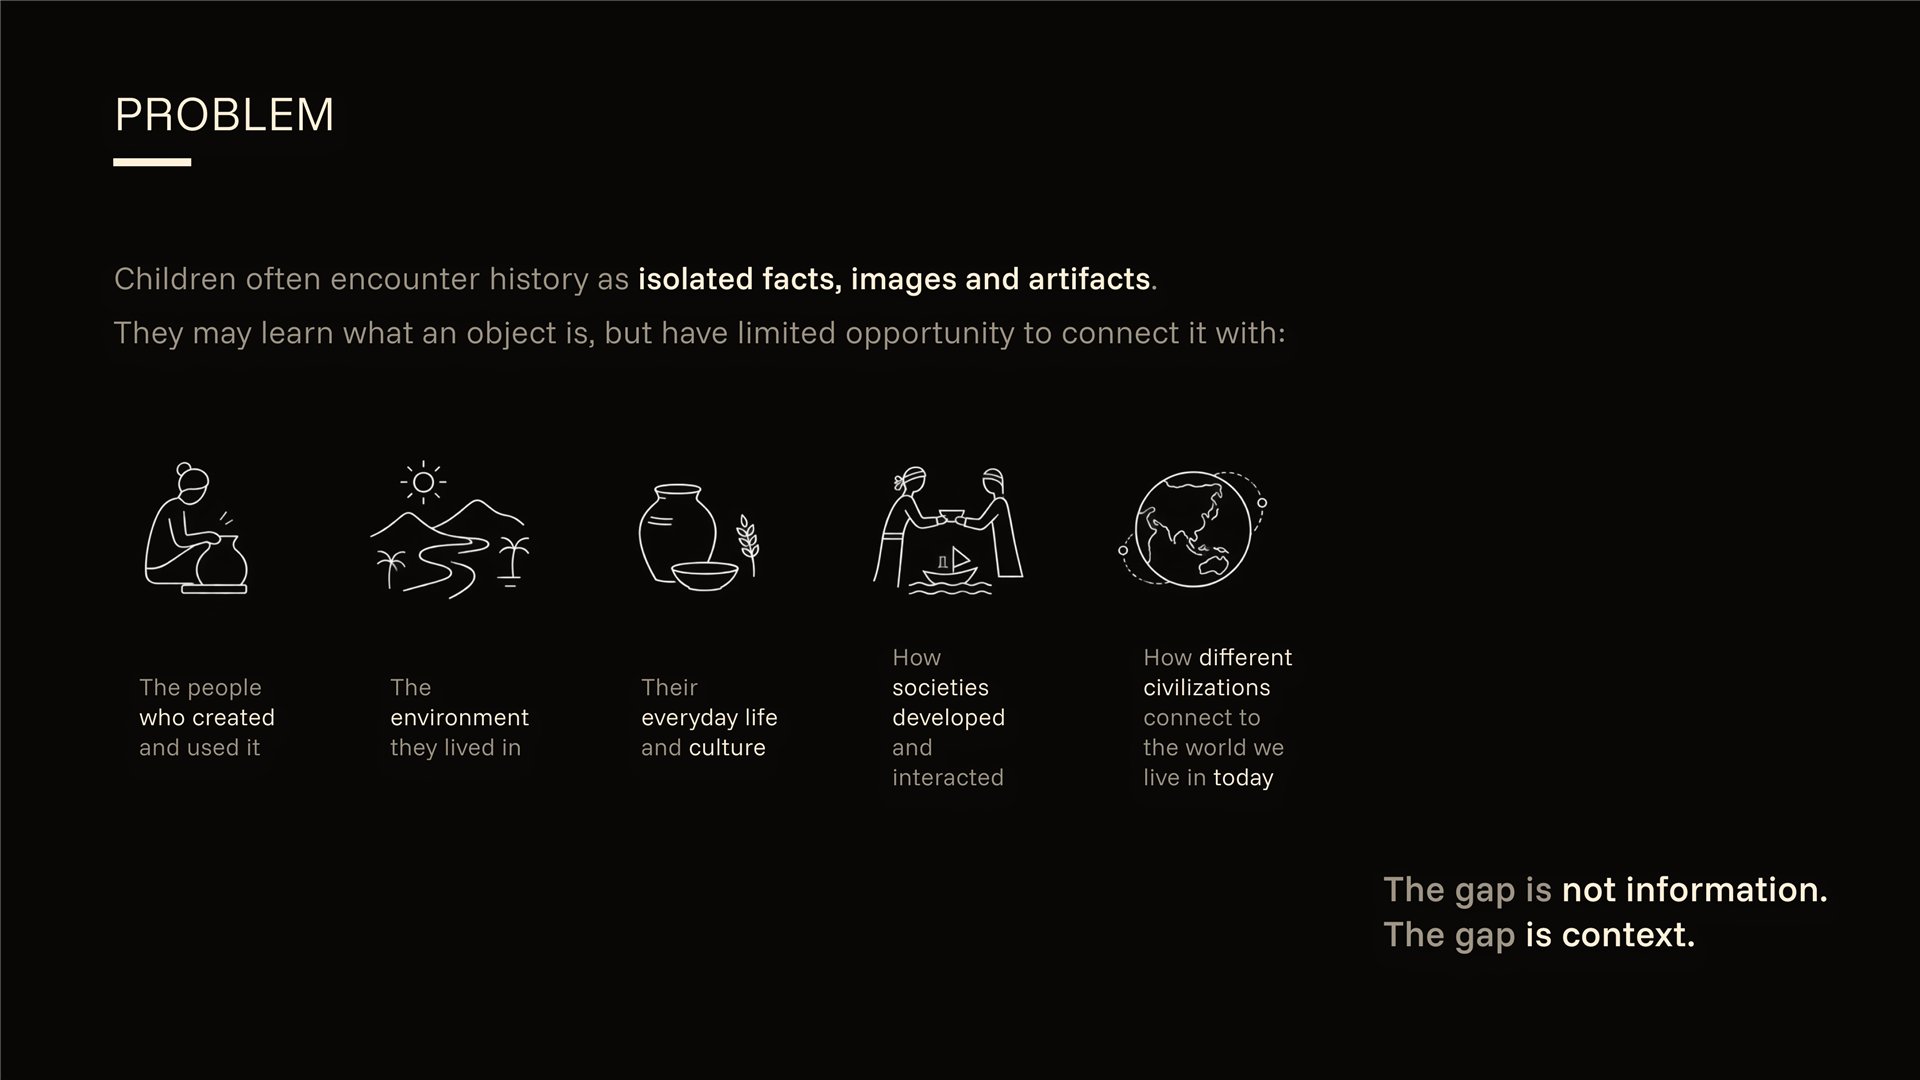 PROBLEM
Children often encounter history as isolated facts, images and artifacts.
They may learn what an object is, but have limited opportunity to connect it with:
The people
who created
and used it
The
environment
they lived in
Their
everyday life
and culture
How
societies
developed
and
interacted
How different
civilizations
connect to
the world we
live in today
The gap is not information.
The gap is context.